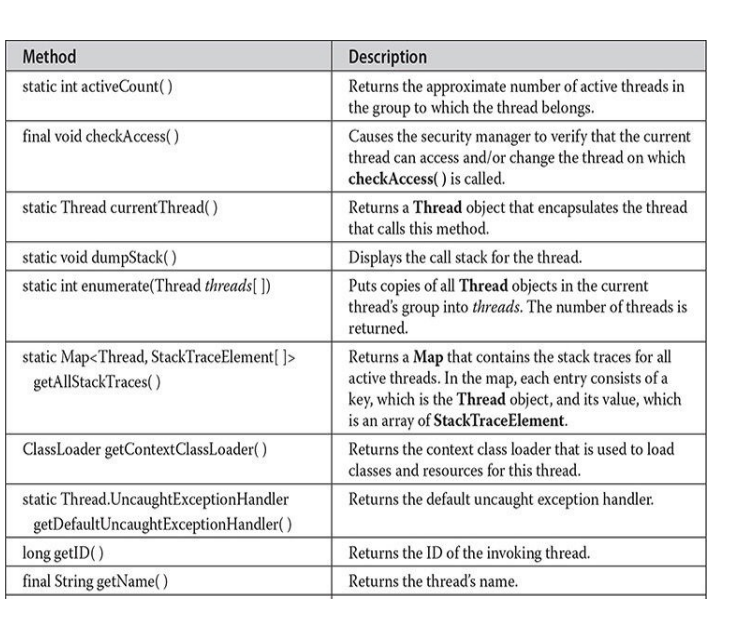 Method Description
static int activeCount( ) Returns the approximate number of active threads in
the group to which the thread belongs.
final void checkAccess( ) Causes the security manager to verify that the current
thread can access and/or change the thread on which
checkAccess( ) is called.
static Thread currentThread( ) Returns a Thread object that encapsulates the thread
that calls this method.
static void dumpStack( ) Displays the call stack for the thread.
static int enumerate(Thread threads[ ]) Puts copies of all Thread objects in the current
thread's group into threads. The number of threads is
returned.
static Map<Thread, StackTraceElement[ ]> Returns a Map that contains the stack traces for all
getAllStackTraces( ) active threads. In the map, each entry consists of a
key, which is the Thread object, and its value, which
is an array of StackTraceElement.
ClassLoader getContextClassLoader( ) Returns the context class loader that is used to load
classes and resources for this thread.
static Thread.UncaughtExceptionHandler Returns the default uncaught exception handler.
getDefaultUncaughtExceptionHandler( )
long getID( ) Returns the ID of the invoking thread.
final String getName( ) Returns the thread's name.